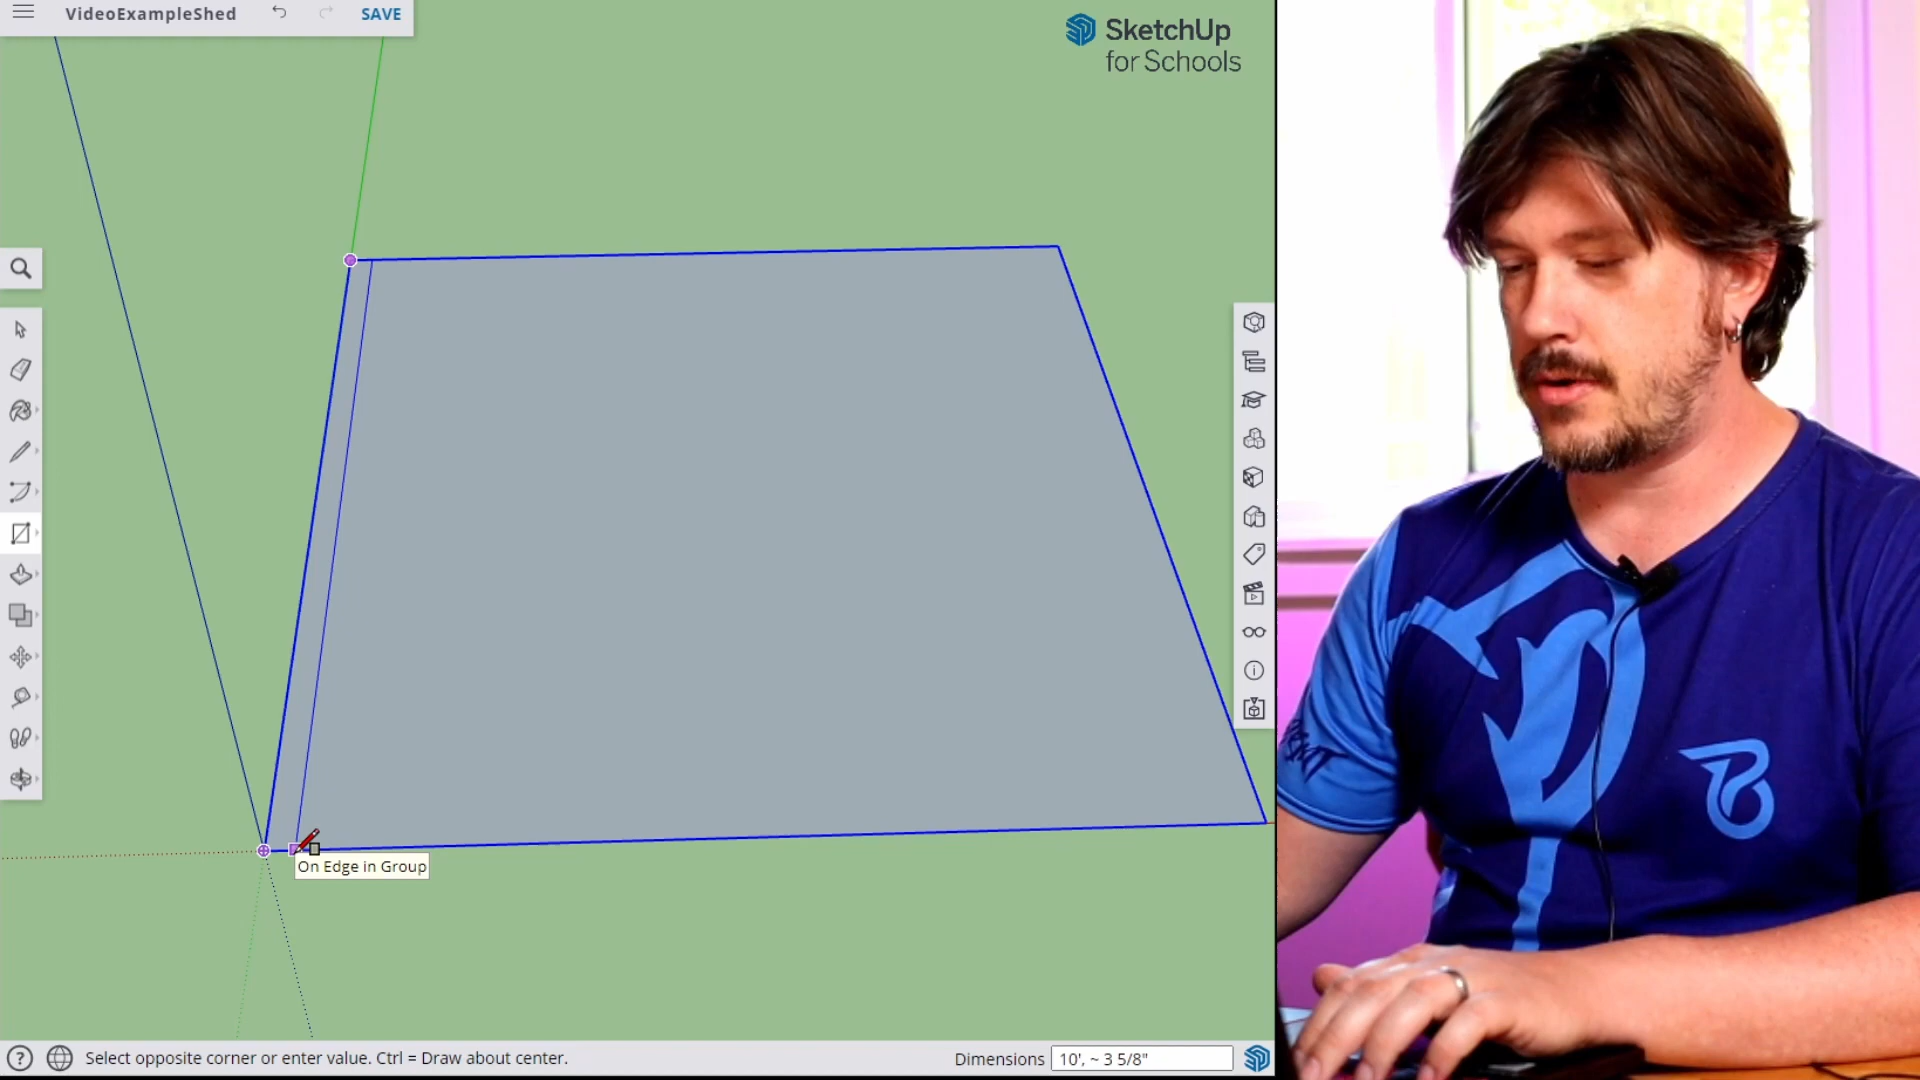 VideoExampleShed
SAVE
SketchUp
for Schools
On Edge in Group
Select opposite corner or enter value. Ctrl = Draw about center.
Dimensions 10', ~ 3 5/8"